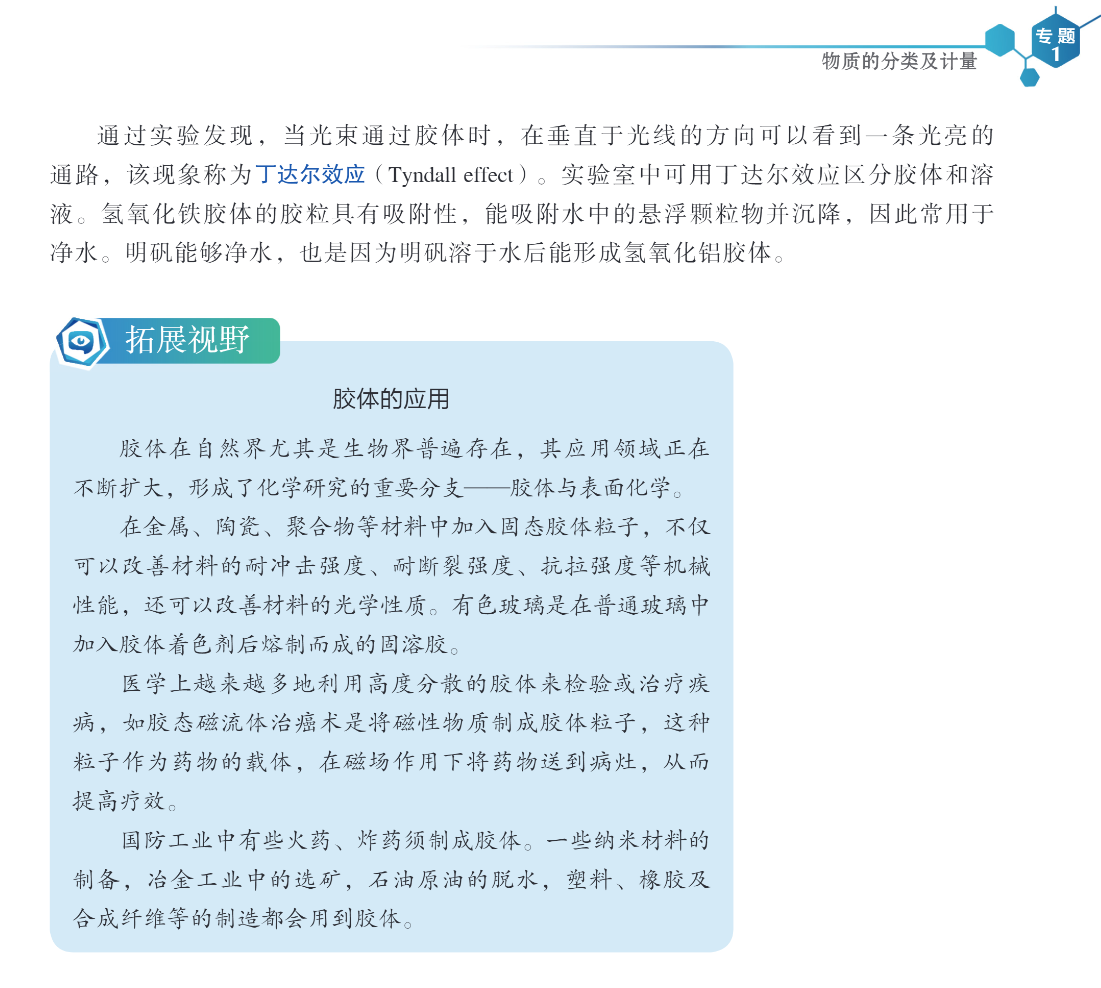 专题
1
物质的分类及计量
通过实验发现，当光束通过胶体时，在垂直于光线的方向可以看到一条光亮的
通路，该现象称为丁达尔效应（Tyndall effect）。实验室中可用丁达尔效应区分胶体和溶
液。氢氧化铁胶体的胶粒具有吸附性，能吸附水中的悬浮颗粒物并沉降，因此常用于
净水。明矾能够净水，也是因为明矾溶于水后能形成氢氧化铝胶体。
拓展视野
胶体的应用
胶体在自然界尤其是生物界普遍存在，其应用领域正在
不断扩大，形成了化学研究的重要分支——胶体与表面化学。
在金属、陶瓷、聚合物等材料中加入固态胶体粒子，不仅
可以改善材料的耐冲击强度、耐断裂强度、抗拉强度等机械
性能，还可以改善材料的光学性质。有色玻璃是在普通玻璃中
加入胶体着色剂后熔制而成的固溶胶。
医学上越来越多地利用高度分散的胶体来检验或治疗疾
病，如胶态磁流体治癌术是将磁性物质制成胶体粒子，这种
粒子作为药物的载体，在磁场作用下将药物送到病灶，从而
提高疗效。
国防工业中有些火药、炸药须制成胶体。一些纳米材料的
制备，冶金工业中的选矿，石油原油的脱水，塑料、橡胶及
合成纤维等的制造都会用到胶体。